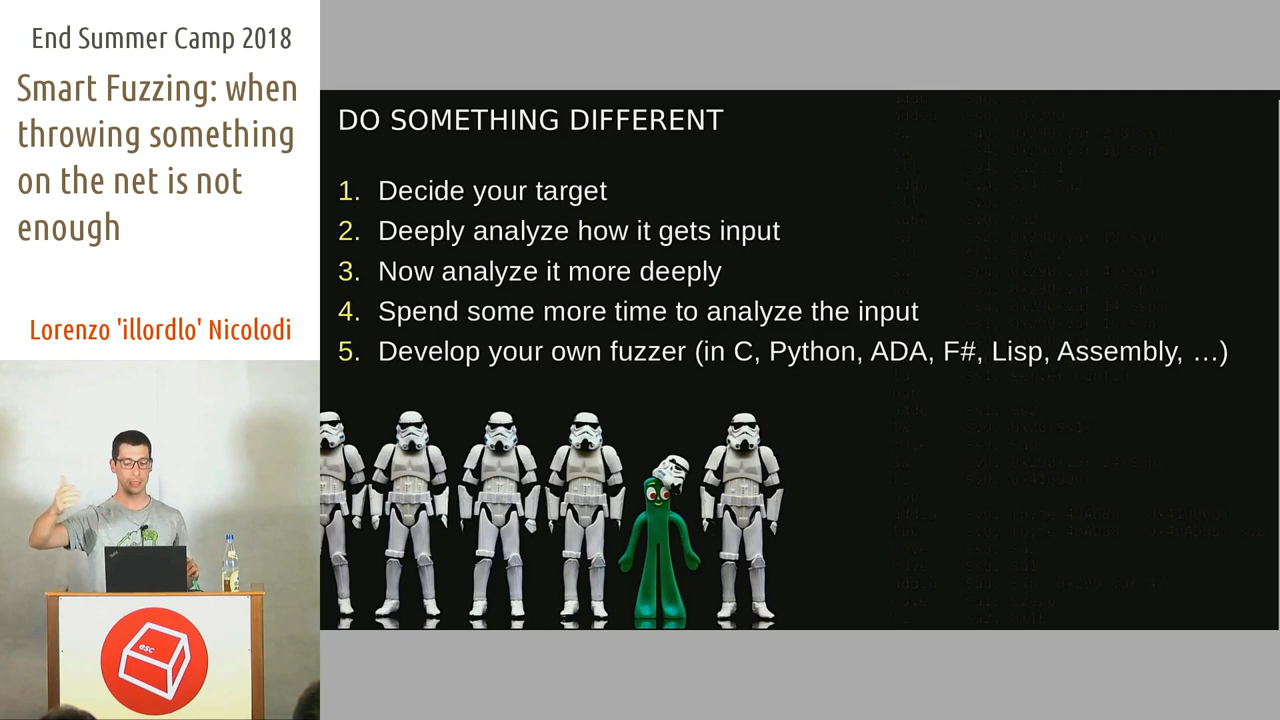 End Summer Camp 2018
Smart Fuzzing: when
throwing something
on the net is not
enough
Lorenzo 'illordlo' Nicolodi
DO SOMETHING DIFFERENT
1. Decide your target
2. Deeply analyze how it gets input
3. Now analyze it more deeply
4. Spend some more time to analyze the input
5. Develop your own fuzzer (in C, Python, ADA, F#, Lisp, Assembly, …)
esc